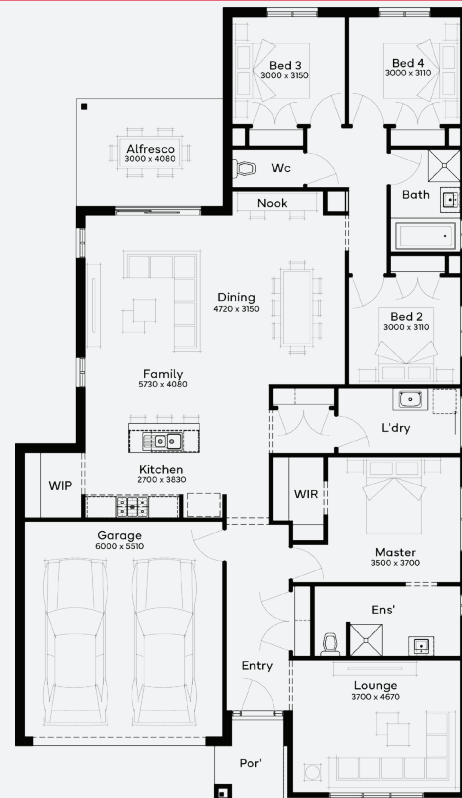 Bed 3
3000 x 3150
Bed 4
3000 x 3110
Alfresco
3000 x 4080
Wc
Bath
Nook
Dining
4720 x 3150
Bed 2
3000 x 3110
Family
5730 x 4080
L'dry
Kitchen
2700 x 3830
WIP
WIR
Garage
6000 x 5510
Master
3500 x 3700
Ens'
Entry
Lounge
3700 x 4670
Por'